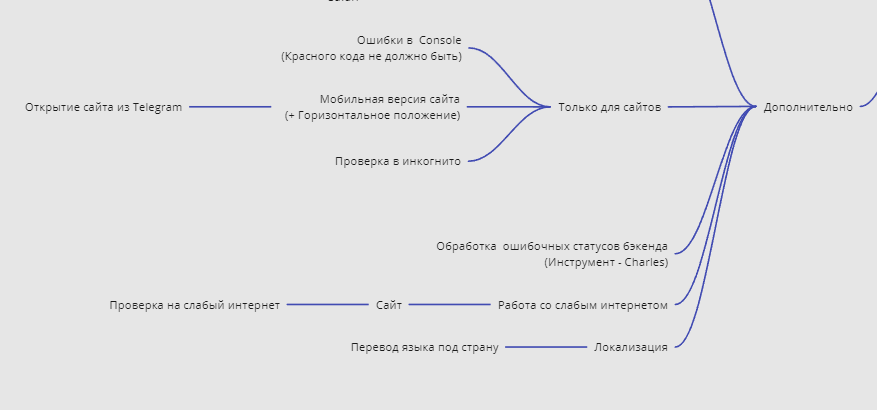 Ошибки в Console
(Красного кода не должно быть)
Открытие сайта из Telegram
Мобильная версия сайта
(+ Горизонтальное положение)
Только для сайтов
Дополнительно
Проверка в инкогнито
Обработка ошибочных статусов бэкенда
(Инструмент - Charles)
Проверка на слабый интернет
Сайт
Работа со слабым интернетом
Перевод языка под страну
Локализация